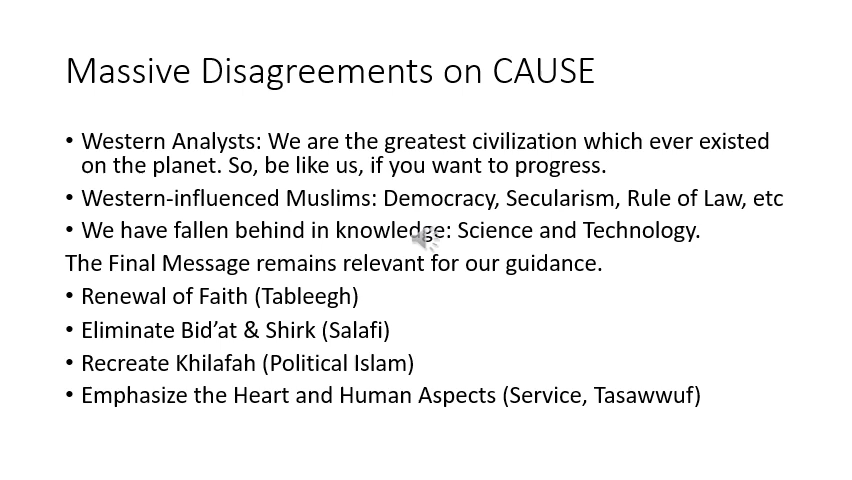 Massive Disagreements on CAUSE
• Western Analysts: We are the greatest civilization which ever existed
on the planet. So, be like us, if you want to progress.
• Western-influenced Muslims: Democracy, Secularism, Rule of Law, etc
• We have fallen behind in knowledge: Science and Technology.
The Final Message remains relevant for our guidance.
• Renewal of Faith (Tableegh)
• Eliminate Bid’at & Shirk (Salafi)
• Recreate Khilafah (Political Islam)
• Emphasize the Heart and Human Aspects (Service, Tasawwuf)